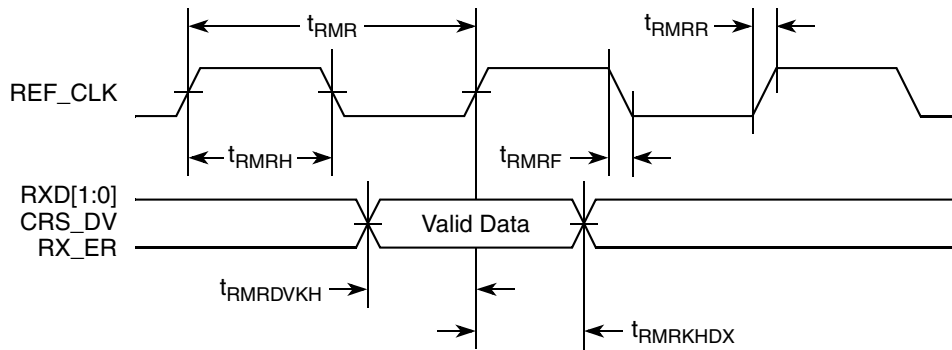 tRMR
tRMRR
REF_CLK
tRMRH
tRMRF
RXD[1:0]
CRS_DV
Valid Data
RX_ER
tRMRDVKH
tRMRKHDX